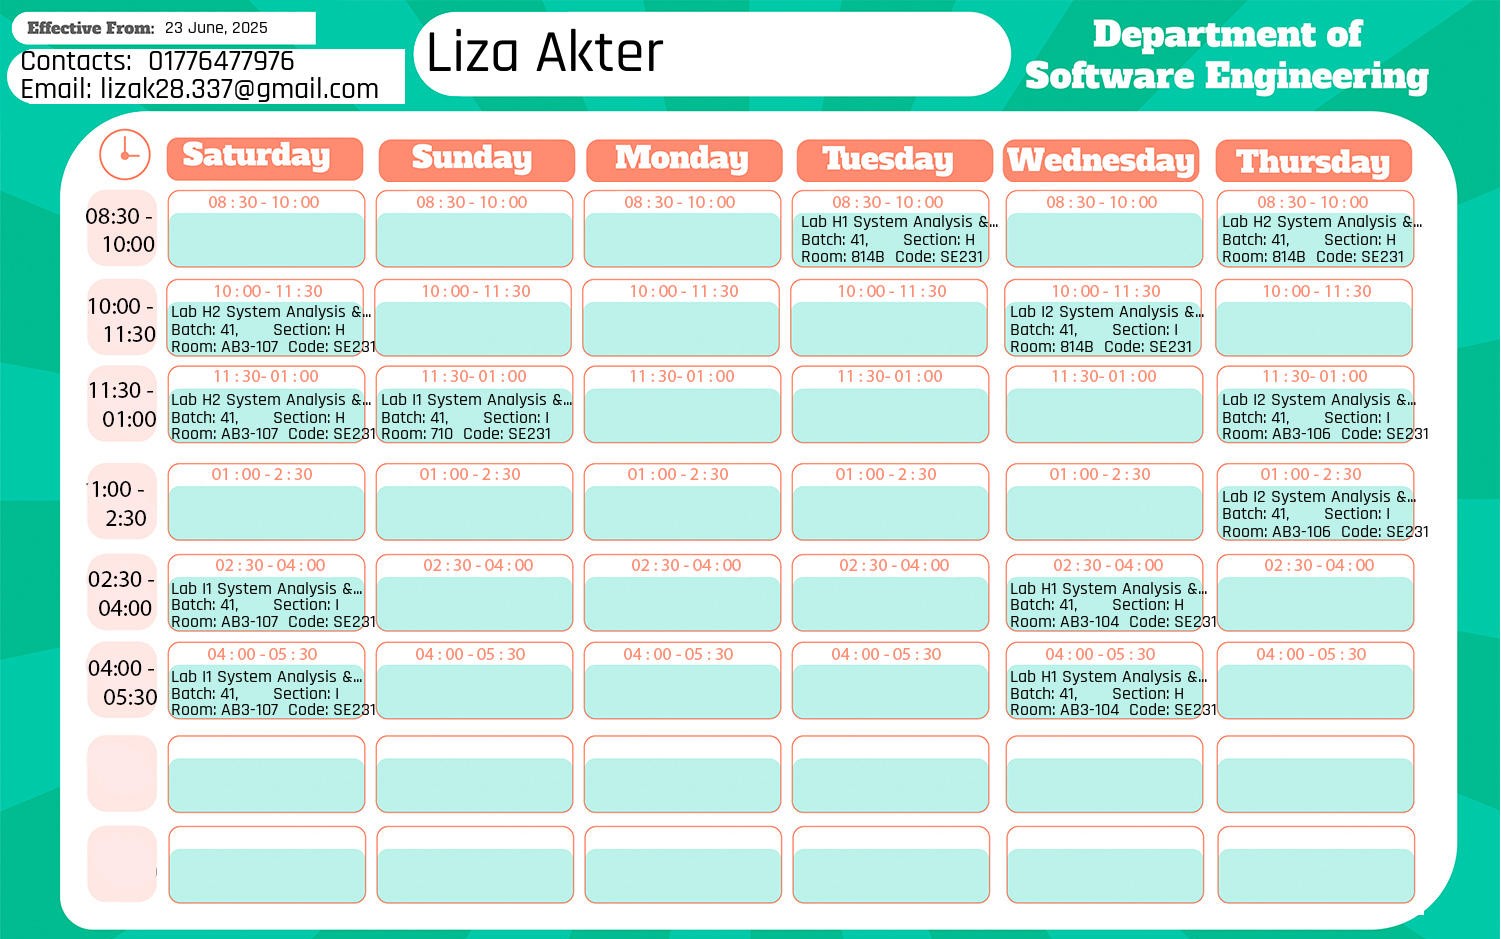 Effective From: 23 June, 2025
Contacts: 01776477976
Email: lizak28.337@gmail.com
Liza Akter
Department of
Software Engineering
Saturday Sunday Monday Tuesday Wednesday Thursday
08:30 -
10:00
08:30-10:00
08:30-10:00
08:30-10:00
08:30-10:00
Lab H1 System Analysis &...
Batch: 41, Section: H
Room: 814B Code: SE231
08:30-10:00
08:30-10:00
Lab H2 System Analysis &...
Batch: 41, Section: H
Room: 814B Code: SE231
10:00 -
11:30
10:00-11:30
Lab H2 System Analysis &...
Batch: 41, Section: H
Room: AB3-107 Code: SE231
10:00-11:30
10:00-11:30
10:00-11:30
10:00-11:30
Lab I2 System Analysis &...
Batch: 41, Section: I
Room: 814B Code: SE231
10:00-11:30
11:30 -
01:00
11:30-01:00
Lab H2 System Analysis &...
Batch: 41, Section: H
Room: AB3-107 Code: SE231
11:30-01:00
Lab I1 System Analysis &...
Batch: 41, Section: I
Room: 710 Code: SE231
11:30-01:00
11:30-01:00
11:30-01:00
11:30-01:00
Lab I2 System Analysis &...
Batch: 41, Section: I
Room: AB3-106 Code: SE231
1:00 -
2:30
01:00-2:30
01:00-2:30
01:00-2:30
01:00-2:30
01:00-2:30
01:00-2:30
Lab I2 System Analysis &...
Batch: 41, Section: I
Room: AB3-106 Code: SE231
02:30 -
04:00
02:30-04:00
Lab I1 System Analysis &...
Batch: 41, Section: I
Room: AB3-107 Code: SE231
02:30-04:00
02:30-04:00
02:30-04:00
02:30-04:00
Lab H1 System Analysis &...
Batch: 41, Section: H
Room: AB3-104 Code: SE231
02:30-04:00
04:00 -
05:30
04:00-05:30
Lab I1 System Analysis &...
Batch: 41, Section: I
Room: AB3-107 Code: SE231
04:00-05:30
04:00-05:30
04:00-05:30
04:00-05:30
Lab H1 System Analysis &...
Batch: 41, Section: H
Room: AB3-104 Code: SE231
04:00-05:30